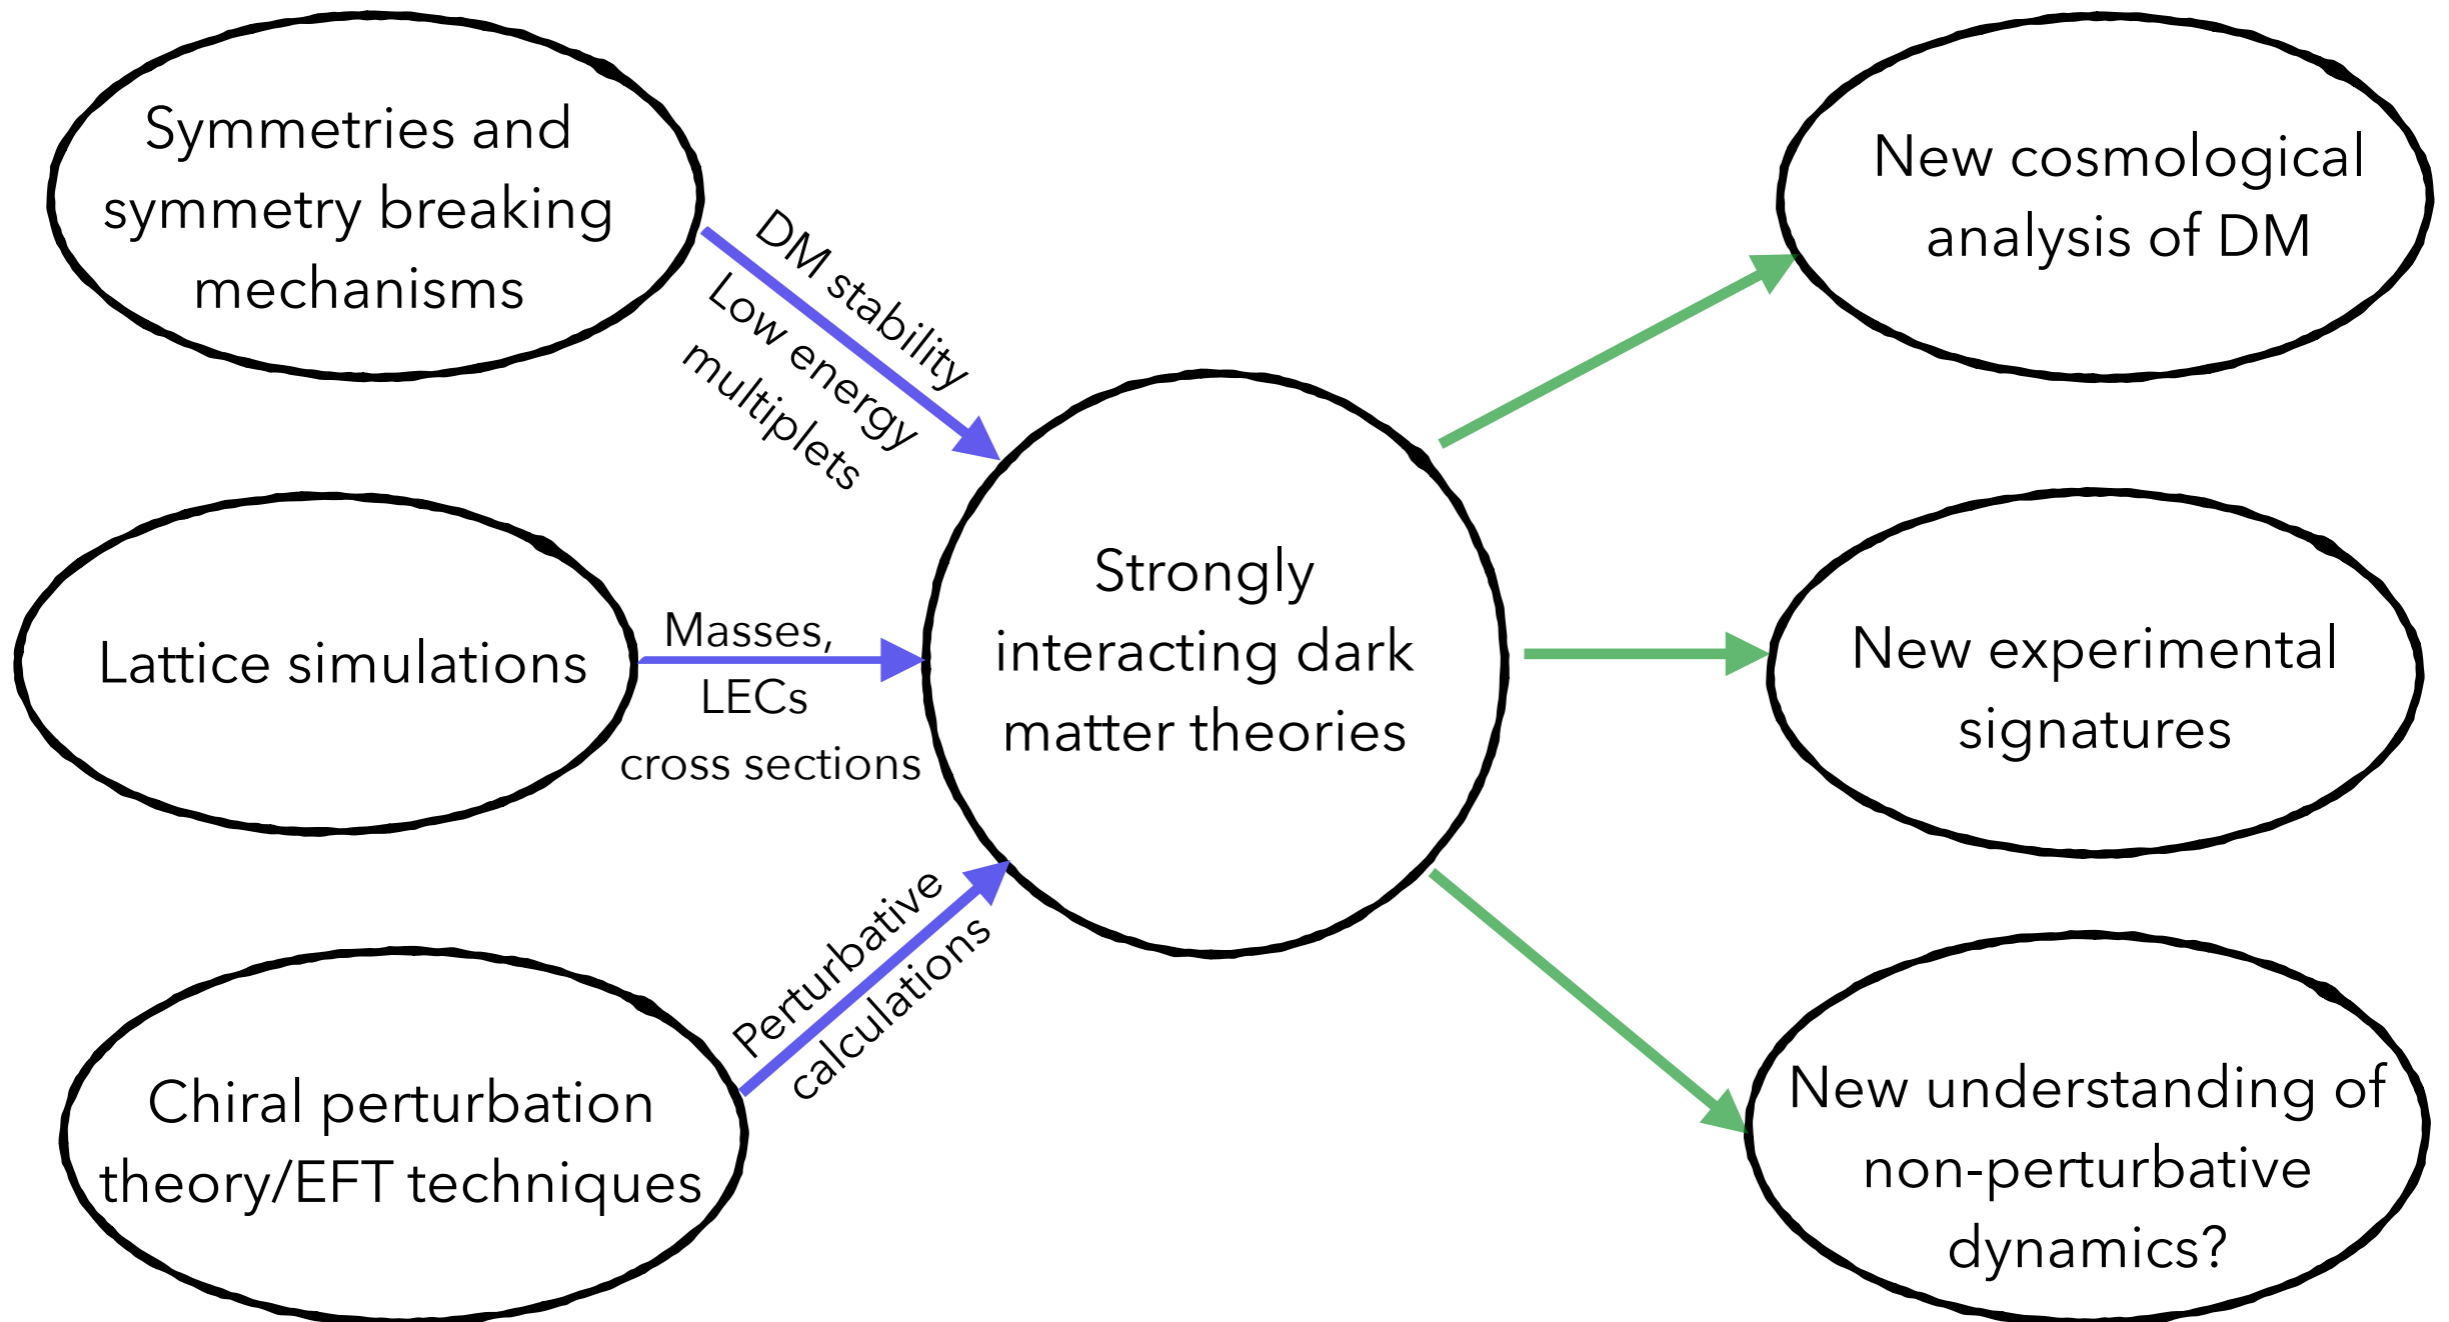 Symmetries and
symmetry breaking
mechanisms
DM stability
Low energy
multiplets
Lattice simulations
Masses,
LECs
cross sections
Chiral perturbation
theory/EFT techniques
Perturbative
calculations
Strongly
interacting dark
matter theories
New cosmological
analysis of DM
New experimental
signatures
New understanding of
non-perturbative
dynamics?